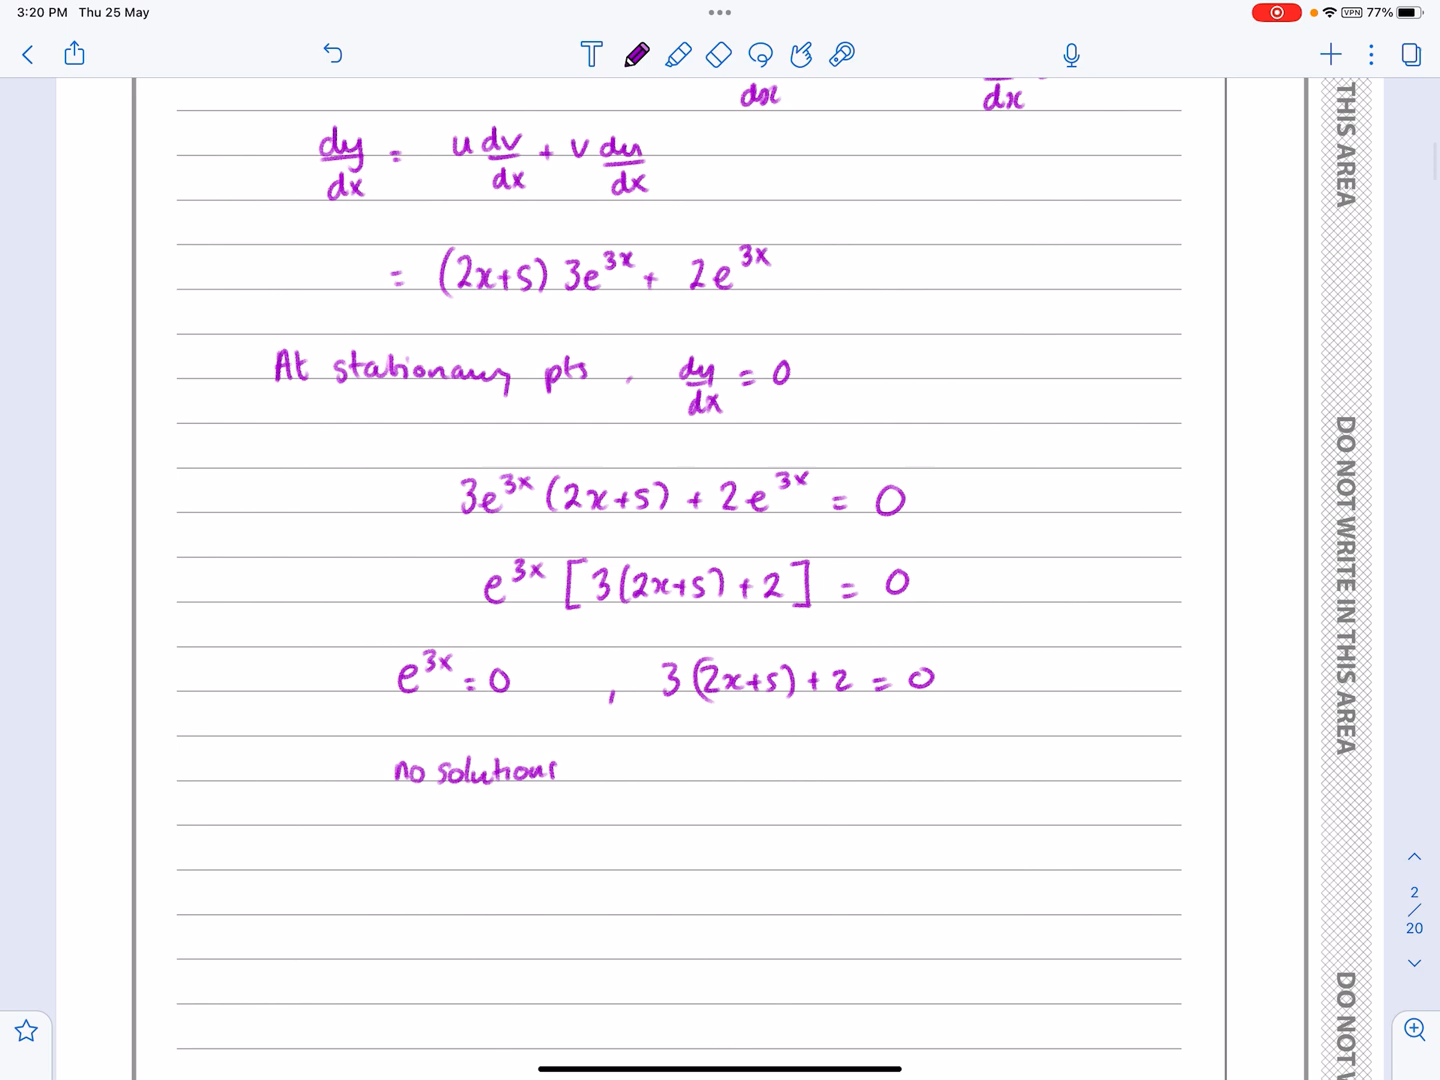 3:20 PM Thu 25 May
VPN 77%
dx
dx
dy/dx = u dv/dx + v du/dx
= (2x+5) 3e^3x + 2e^3x
At stationary pts , dy/dx = 0
3e^3x (2x+5) + 2e^3x = 0
e^3x [3(2x+5) + 2] = 0
e^3x = 0 , 3(2x+5) + 2 = 0
no solutions
THIS AREA
DO NOT WRITE IN THIS AREA
DO NOT W
2
/
20